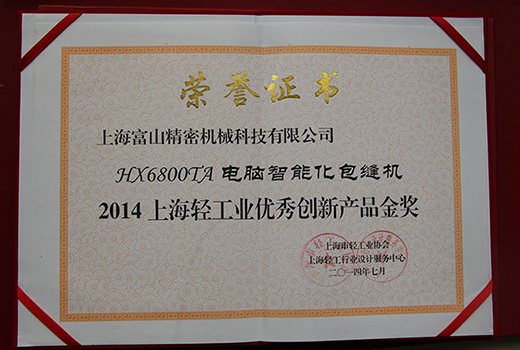 荣誉证书
上海富山精密机械科技有限公司
HX6800TA 电脑智能化包缝机
2014 上海轻工业优秀创新产品金奖
上海市轻工业协会
上海轻工行业设计服务中心
二〇一四年七月